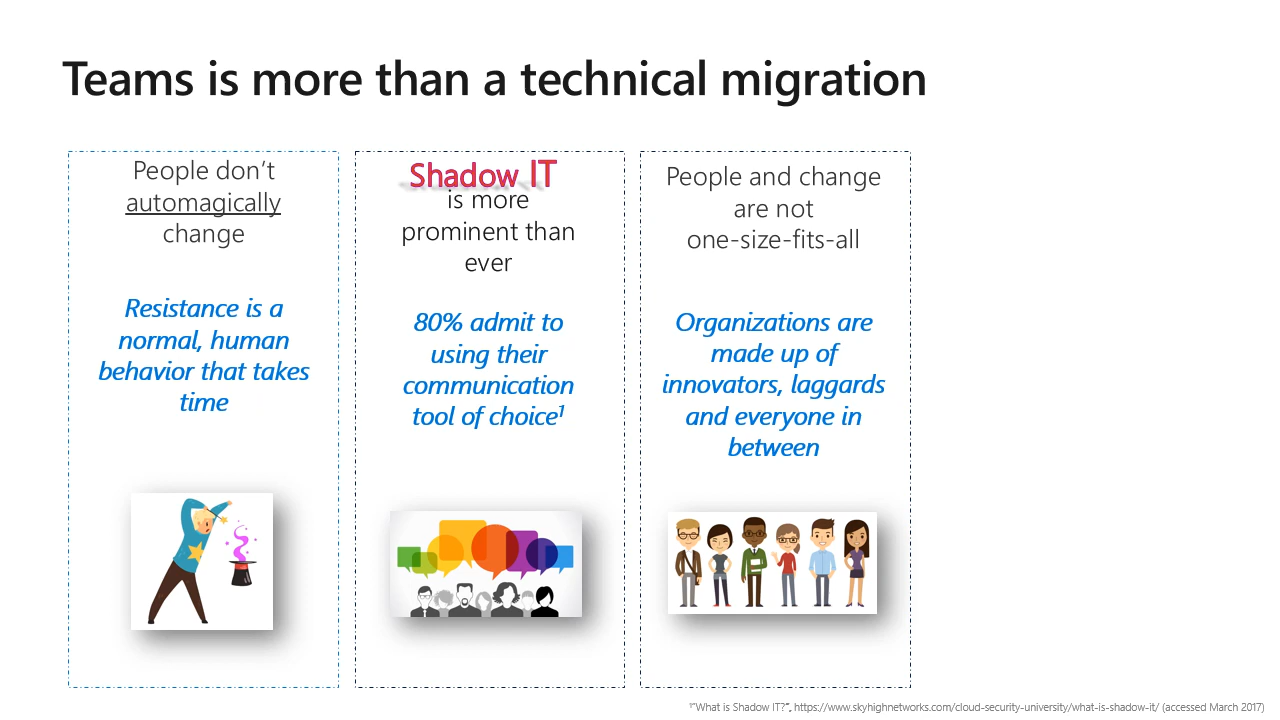 Teams is more than a technical migration
People don't
automagically
change
Resistance is a
normal, human
behavior that takes
time
Shadow IT
is more
prominent than
ever
80% admit to
using their
communication
tool of choice¹
People and change
are not
one-size-fits-all
Organizations are
made up of
innovators, laggards
and everyone in
between
¹"What is Shadow IT?", https://www.skyhighnetworks.com/cloud-security-university/what-is-shadow-it/ (accessed March 2017)